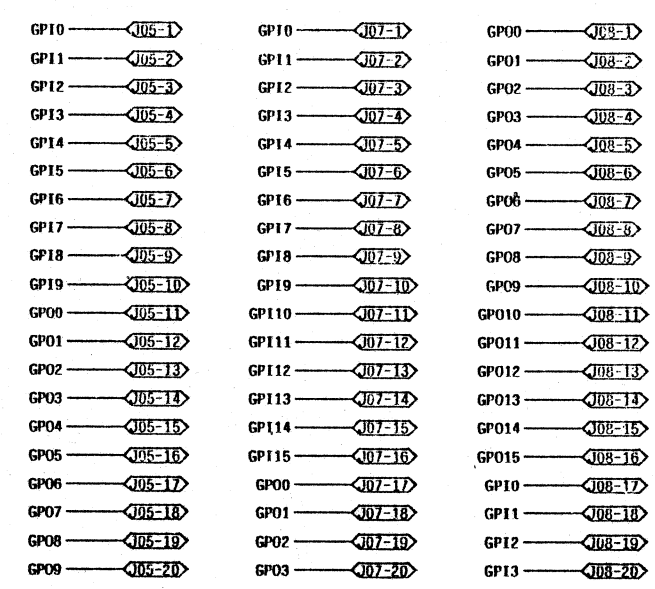 GPI0 J05-1 GPI0 J07-1 GPO0 J08-1
GPI1 J05-2 GPI1 J07-2 GPO1 J08-2
GPI2 J05-3 GPI2 J07-3 GPO2 J08-3
GPI3 J05-4 GPI3 J07-4 GPO3 J08-4
GPI4 J05-5 GPI4 J07-5 GPO4 J08-5
GPI5 J05-6 GPI5 J07-6 GPO5 J08-6
GPI6 J05-7 GPI6 J07-7 GPO6 J08-7
GPI7 J05-8 GPI7 J07-8 GPO7 J08-8
GPI8 J05-9 GPI8 J07-9 GPO8 J08-9
GPI9 J05-10 GPI9 J07-10 GPO9 J08-10
GPO0 J05-11 GPI10 J07-11 GPO10 J08-11
GPO1 J05-12 GPI11 J07-12 GPO11 J08-12
GPO2 J05-13 GPI12 J07-13 GPO12 J08-13
GPO3 J05-14 GPI13 J07-14 GPO13 J08-14
GPO4 J05-15 GPI14 J07-15 GPO14 J08-15
GPO5 J05-16 GPI15 J07-16 GPO15 J08-16
GPO6 J05-17 GPO0 J07-17 GPI0 J08-17
GPO7 J05-18 GPO1 J07-18 GPI1 J08-18
GPO8 J05-19 GPO2 J07-19 GPI2 J08-19
GPO9 J05-20 GPO3 J07-20 GPI3 J08-20